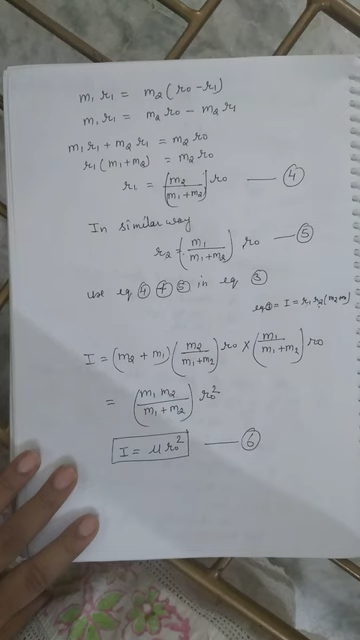 m₁ r₁ = m₂ (r₀ - r₁)
m₁ r₁ = m₂ r₀ - m₂ r₁
m₁ r₁ + m₂ r₁ = m₂ r₀
r₁ (m₁+m₂) = m₂ r₀
r₁ = (m₂/(m₁+m₂)) r₀ — ④
In similar way
r₂ = (m₁/(m₁+m₂)) r₀ — ⑤
use eq ④ & ⑤ in eq ③
eq③ = I = r₁ r₂ (m₂m₁)
I = (m₂ + m₁) (m₂/(m₁+m₂)) r₀ × (m₁/(m₁+m₂)) r₀
= (m₁ m₂/(m₁ + m₂)) r₀²
I = μ r₀² — ⑥